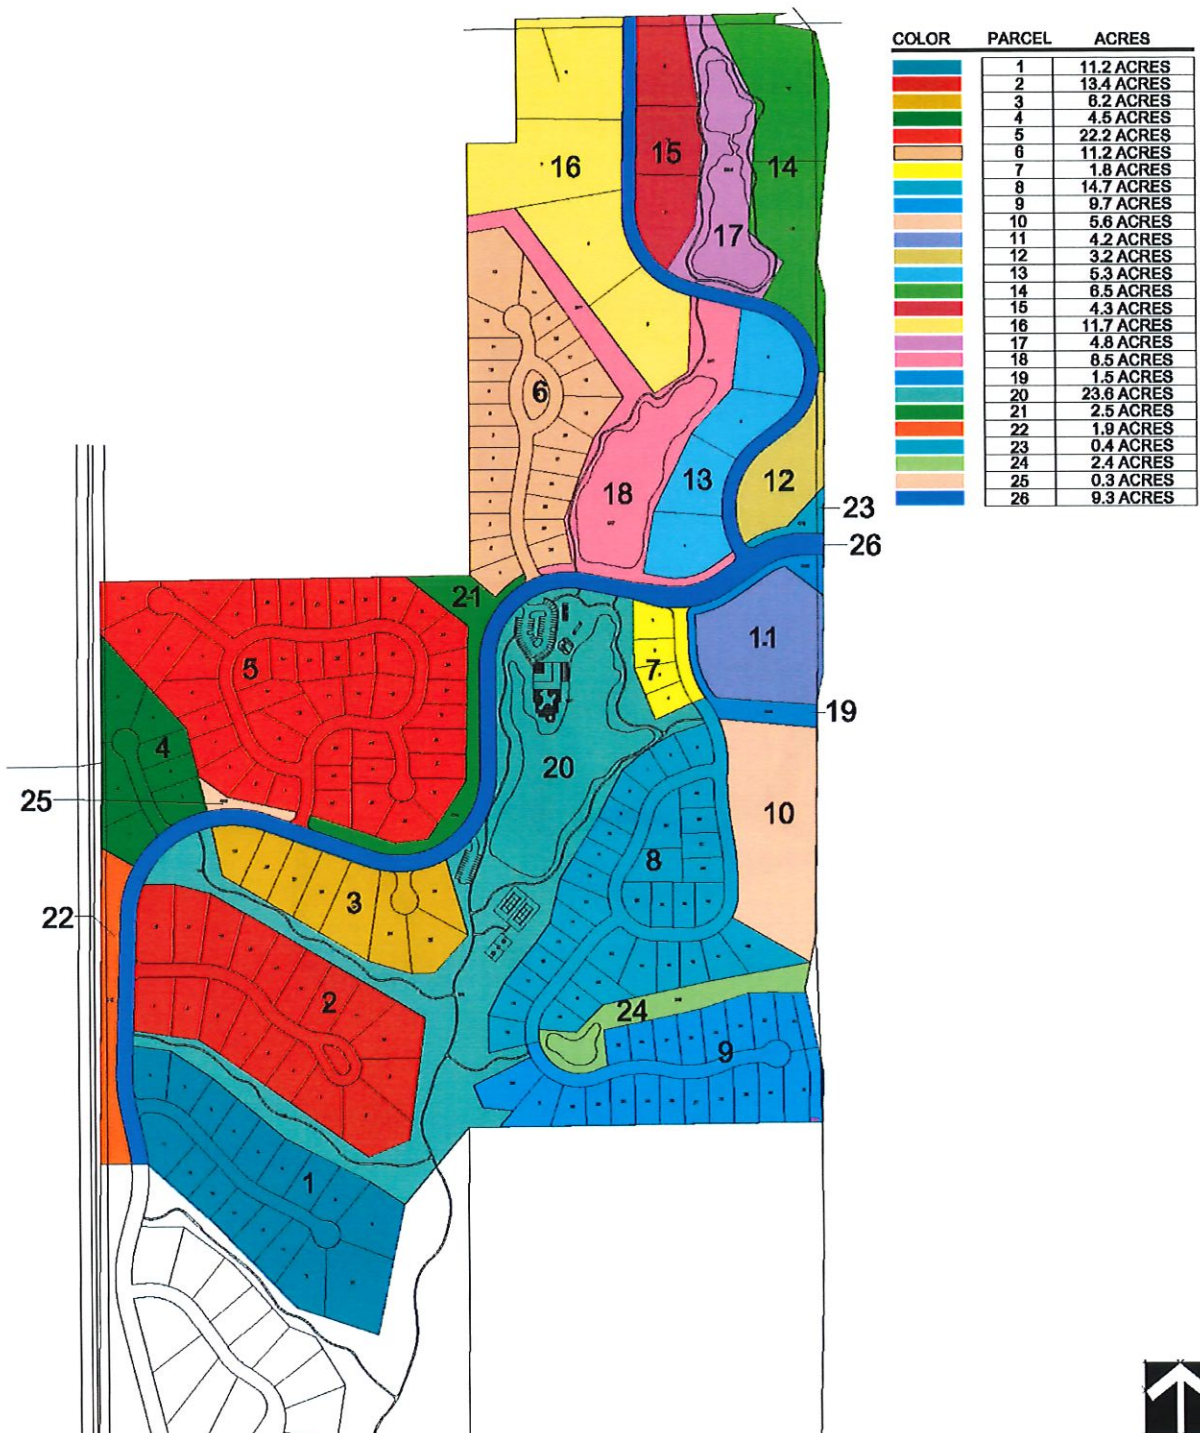 COLOR PARCEL ACRES
1 11.2 ACRES
2 13.4 ACRES
3 6.2 ACRES
4 4.5 ACRES
5 22.2 ACRES
6 11.2 ACRES
7 1.8 ACRES
8 14.7 ACRES
9 9.7 ACRES
10 5.6 ACRES
11 4.2 ACRES
12 3.2 ACRES
13 5.3 ACRES
14 6.5 ACRES
15 4.3 ACRES
16 11.7 ACRES
17 4.8 ACRES
18 8.5 ACRES
19 1.5 ACRES
20 23.6 ACRES
21 2.5 ACRES
22 1.9 ACRES
23 0.4 ACRES
24 2.4 ACRES
25 0.3 ACRES
26 9.3 ACRES
16
15
14
17
6
18
13
12
23
26
21
11
5
7
19
4
20
25
10
8
3
22
2
24
9
1